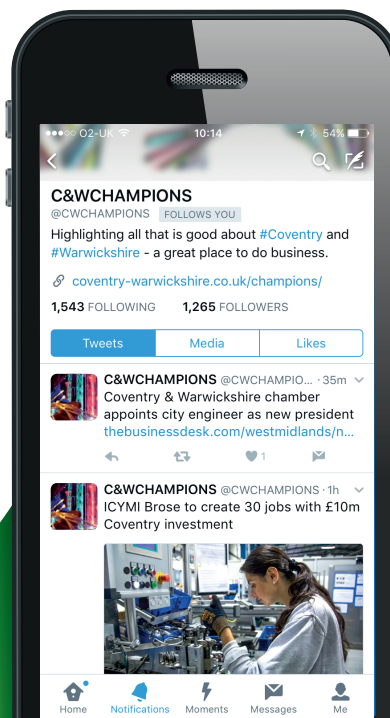 O2-UK 10:14 54%
C&WCHAMPIONS
@CWCHAMPIONS FOLLOWS YOU
Highlighting all that is good about #Coventry and
#Warwickshire - a great place to do business.
coventry-warwickshire.co.uk/champions/
1,543 FOLLOWING 1,265 FOLLOWERS
Tweets Media Likes
C&WCHAMPIONS @CWCHAMPIO... · 35m
Coventry & Warwickshire chamber
appoints city engineer as new president
thebusinessdesk.com/westmidlands/n...
1
C&WCHAMPIONS @CWCHAMPIONS · 1h
ICYMI Brose to create 30 jobs with £10m
Coventry investment
Home Notifications Moments Messages Me